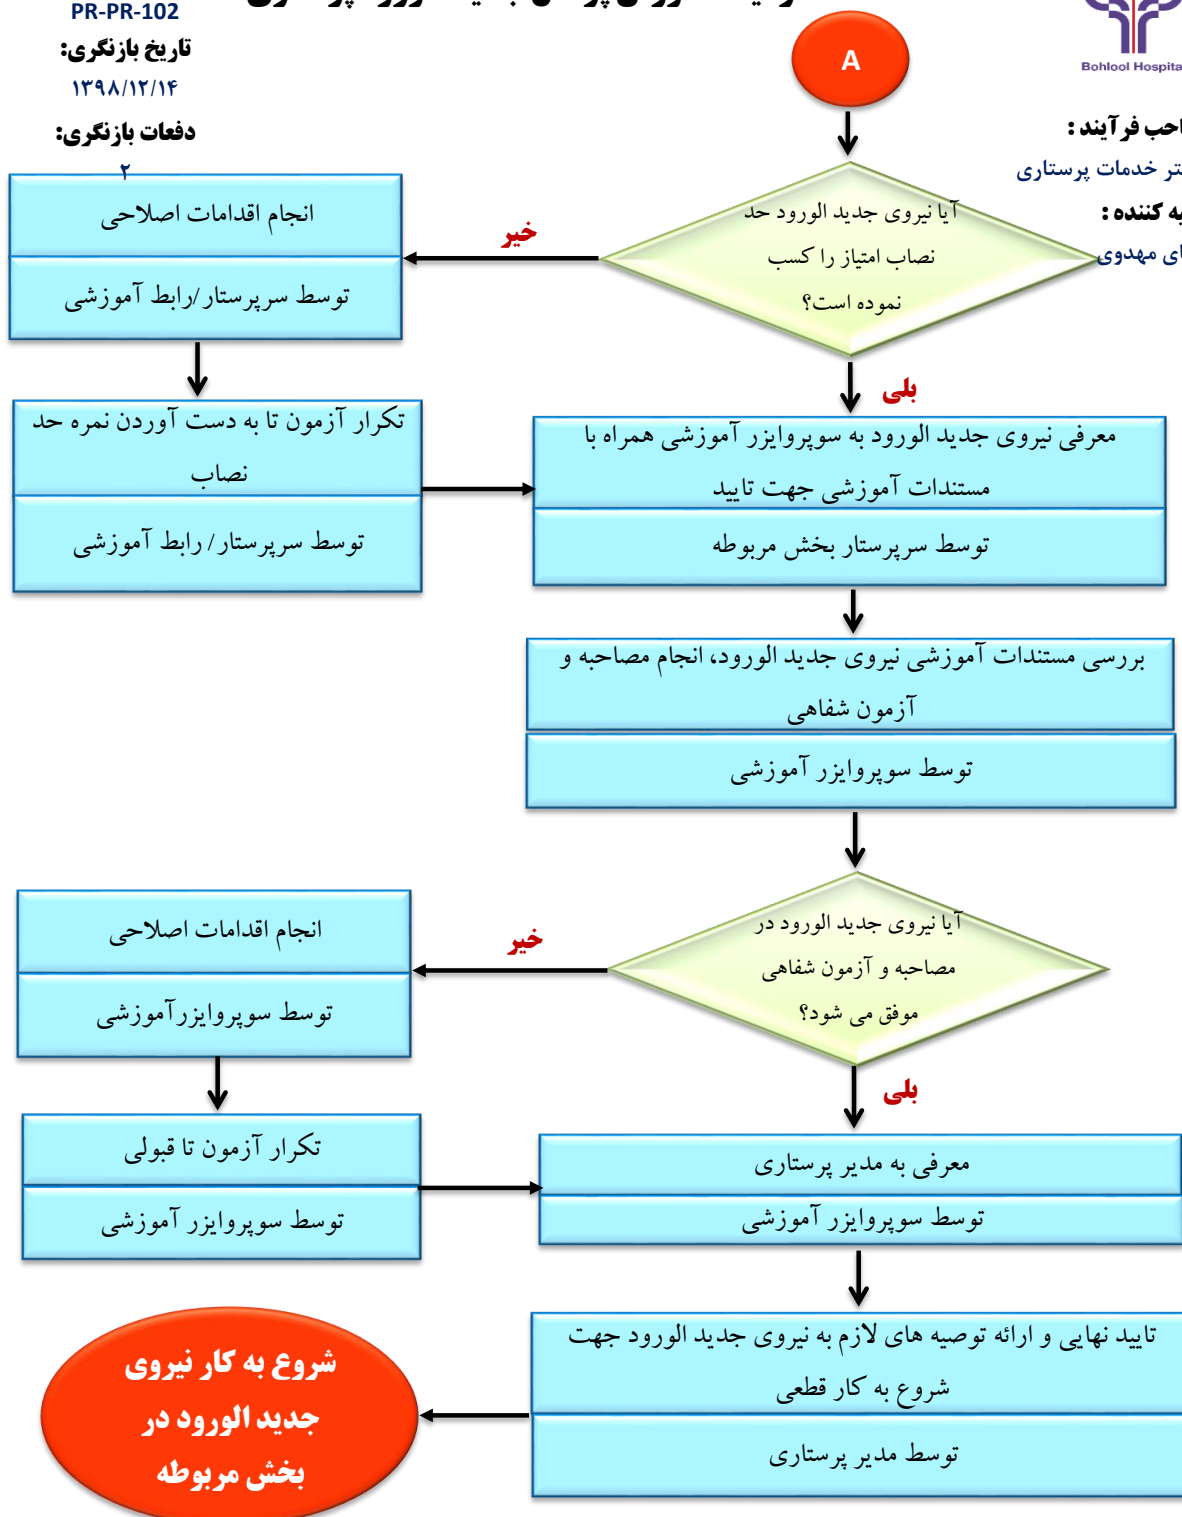 PR-PR-102
تاریخ بازنگری:
۱۳۹۸/۱۲/۱۴
دفعات بازنگری:
۲
Bohlool Hospita
فرآیند :
خدمات پرستاری
کننده :
مهدوی
A
آیا نیروی جدید الورود حد
نصاب امتیاز را کسب
نموده است؟
خیر
انجام اقدامات اصلاحی
توسط سرپرستار/رابط آموزشی
بلی
تکرار آزمون تا به دست آوردن نمره حد
نصاب
توسط سرپرستار/ رابط آموزشی
معرفی نیروی جدید الورود به سوپروایزر آموزشی همراه با
مستندات آموزشی جهت تایید
توسط سرپرستار بخش مربوطه
بررسی مستندات آموزشی نیروی جدید الورود، انجام مصاحبه و
آزمون شفاهی
توسط سوپروایزر آموزشی
آیا نیروی جدید الورود در
مصاحبه و آزمون شفاهی
موفق می شود؟
خیر
انجام اقدامات اصلاحی
توسط سوپروایزرآموزشی
بلی
تکرار آزمون تا قبولی
توسط سوپروایزر آموزشی
معرفی به مدیر پرستاری
توسط سوپروایزر آموزشی
تایید نهایی و ارائه توصیه های لازم به نیروی جدید الورود جهت
شروع به کار قطعی
توسط مدیر پرستاری
شروع به کار نیروی
جدید الورود در
بخش مربوطه